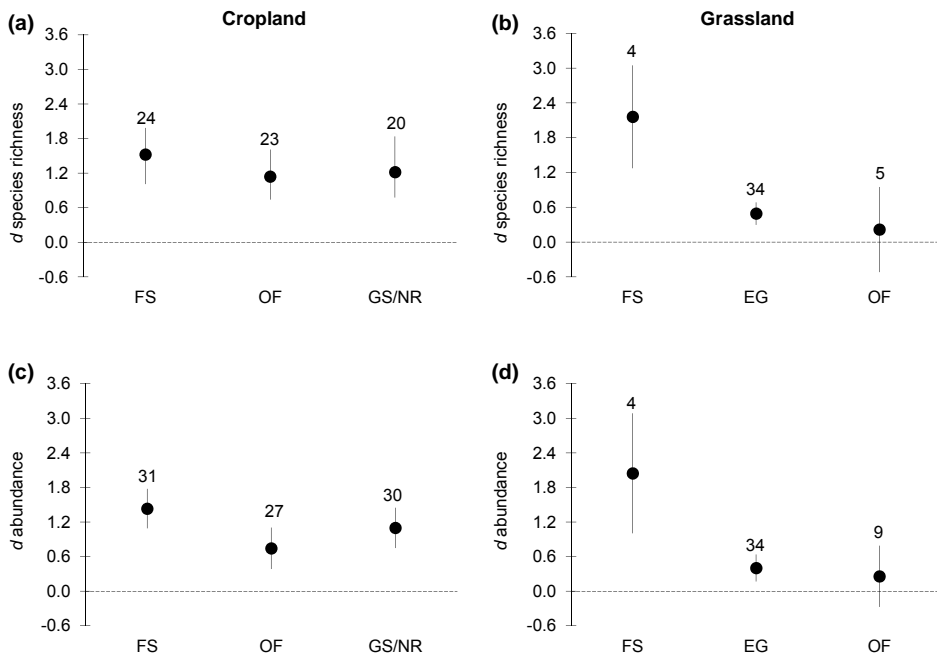 Cropland
Grassland
(a)
3.6
3.0
2.4
1.8
1.2
0.6
0.0
-0.6
d species richness
24
23
20
FS
OF
GS/NR
(b)
3.6
3.0
2.4
1.8
1.2
0.6
0.0
-0.6
d species richness
4
34
5
FS
EG
OF
(c)
3.6
3.0
2.4
1.8
1.2
0.6
0.0
-0.6
d abundance
31
27
30
FS
OF
GS/NR
(d)
3.6
3.0
2.4
1.8
1.2
0.6
0.0
-0.6
d abundance
4
34
9
FS
EG
OF